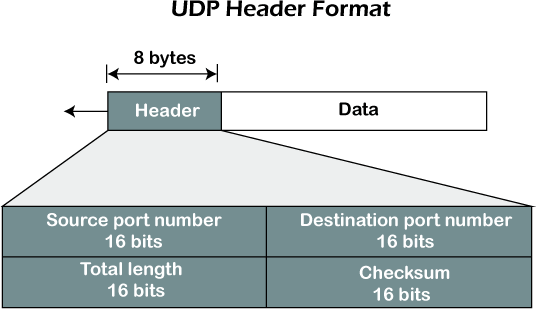 UDP Header Format
8 bytes
Header
Data
Source port number
16 bits
Destination port number
16 bits
Total length
16 bits
Checksum
16 bits